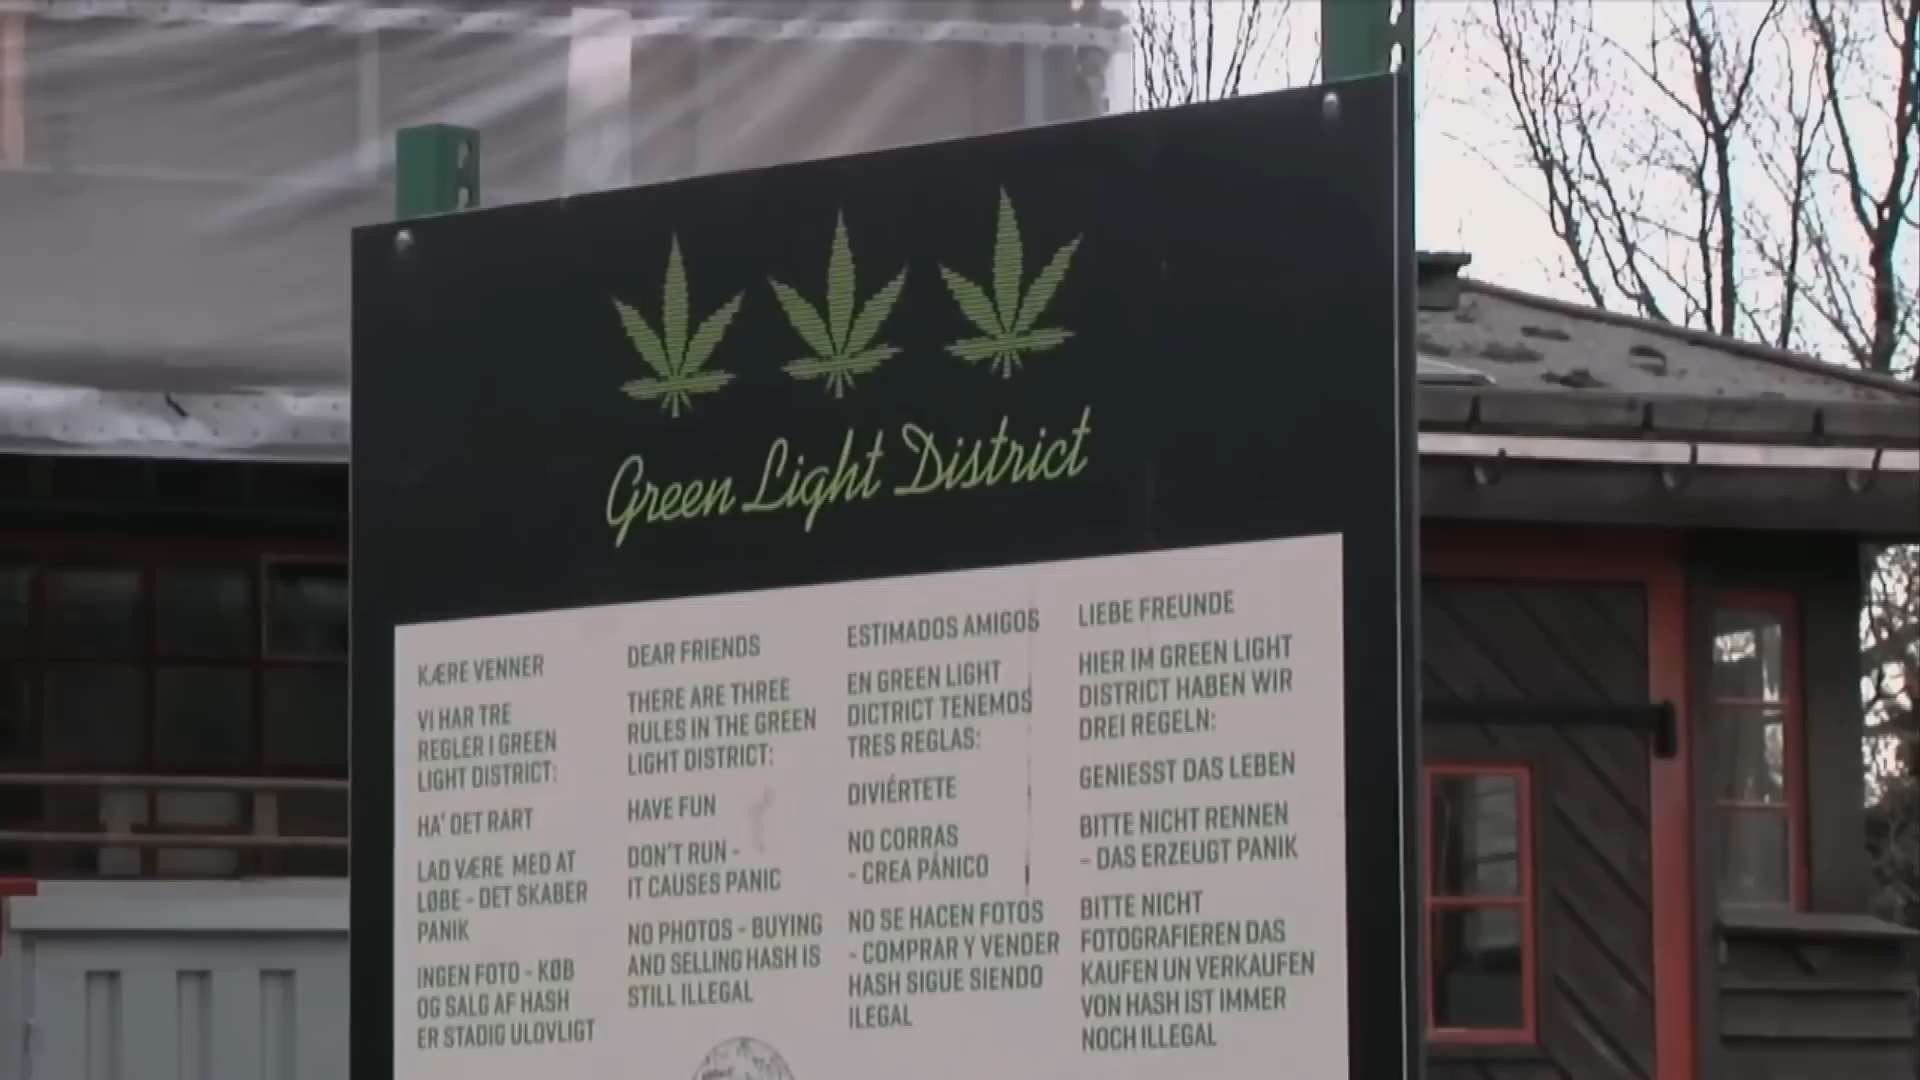 Green Light District
KÆRE VENNER
VI HAR TRE
REGLER I GREEN
LIGHT DISTRICT:
HA' DET RART
LAD VÆRE MED AT
LØBE - DET SKABER
PANIK
INGEN FOTO - KØB
OG SALG AF HASH
ER STADIG ULOVLIGT
DEAR FRIENDS
THERE ARE THREE
RULES IN THE GREEN
LIGHT DISTRICT:
HAVE FUN
DON'T RUN -
IT CAUSES PANIC
NO PHOTOS - BUYING
AND SELLING HASH IS
STILL ILLEGAL
ESTIMADOS AMIGOS
EN GREEN LIGHT
DICTRICT TENEMOS
TRES REGLAS:
DIVIÉRTETE
NO CORRAS
- CREA PÁNICO
NO SE HACEN FOTOS
- COMPRAR Y VENDER
HASH SIGUE SIENDO
ILEGAL
LIEBE FREUNDE
HIER IM GREEN LIGHT
DISTRICT HABEN WIR
DREI REGELN:
GENIESST DAS LEBEN
BITTE NICHT RENNEN
- DAS ERZEUGT PANIK
BITTE NICHT
FOTOGRAFIEREN DAS
KAUFEN UN VERKAUFEN
VON HASH IST IMMER
NOCH ILLEGAL